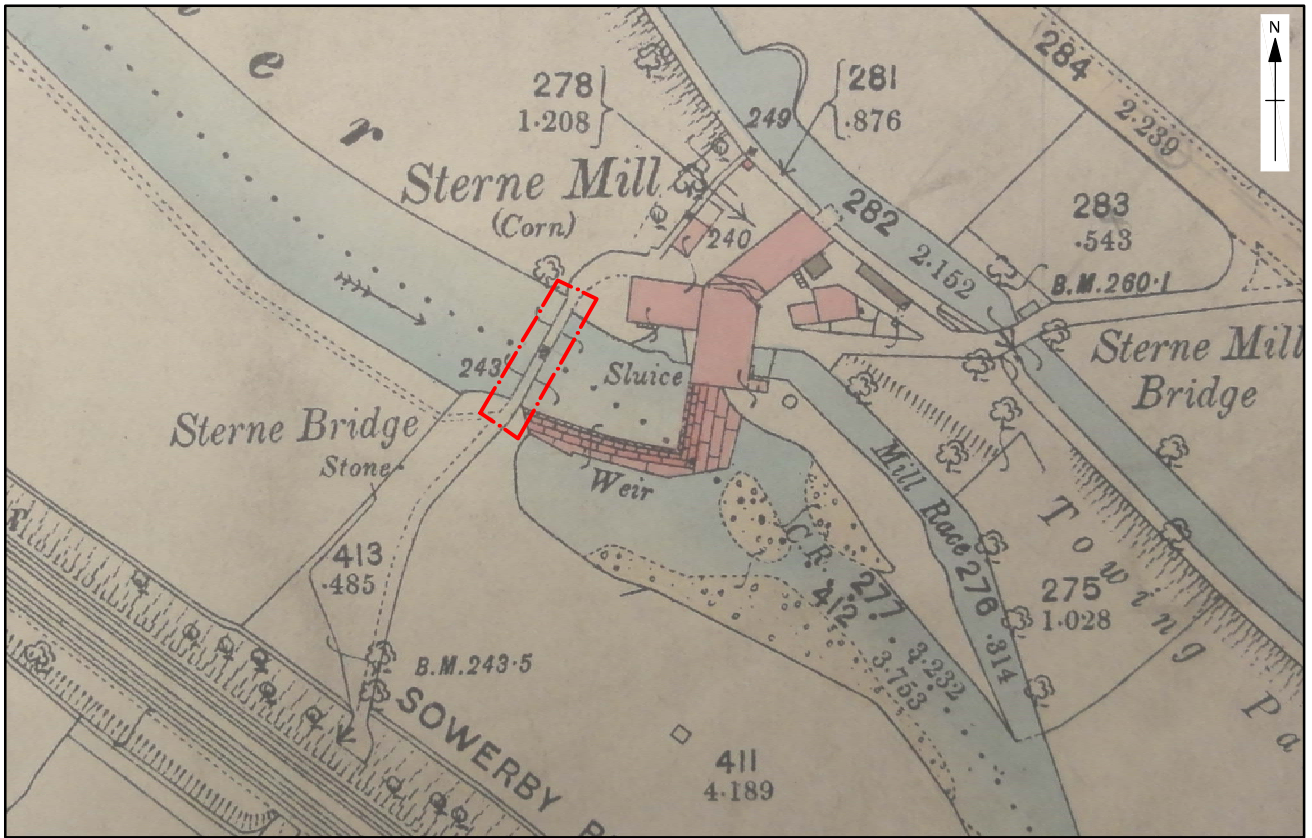 N
e
r
278
1·208
281
·876
249
284
2·239
Sterne Mill
(Corn)
240
282
2·152
283
·543
B.M.260·1
243
Sluice
Sterne Mill
Bridge
Sterne Bridge
Stone
Weir
Mill Race
276
·314
Towing Pa
413
·485
C.R.
277
412
3·232
3·753
275
1·028
B.M.243·5
SOWERBY
411
4·189